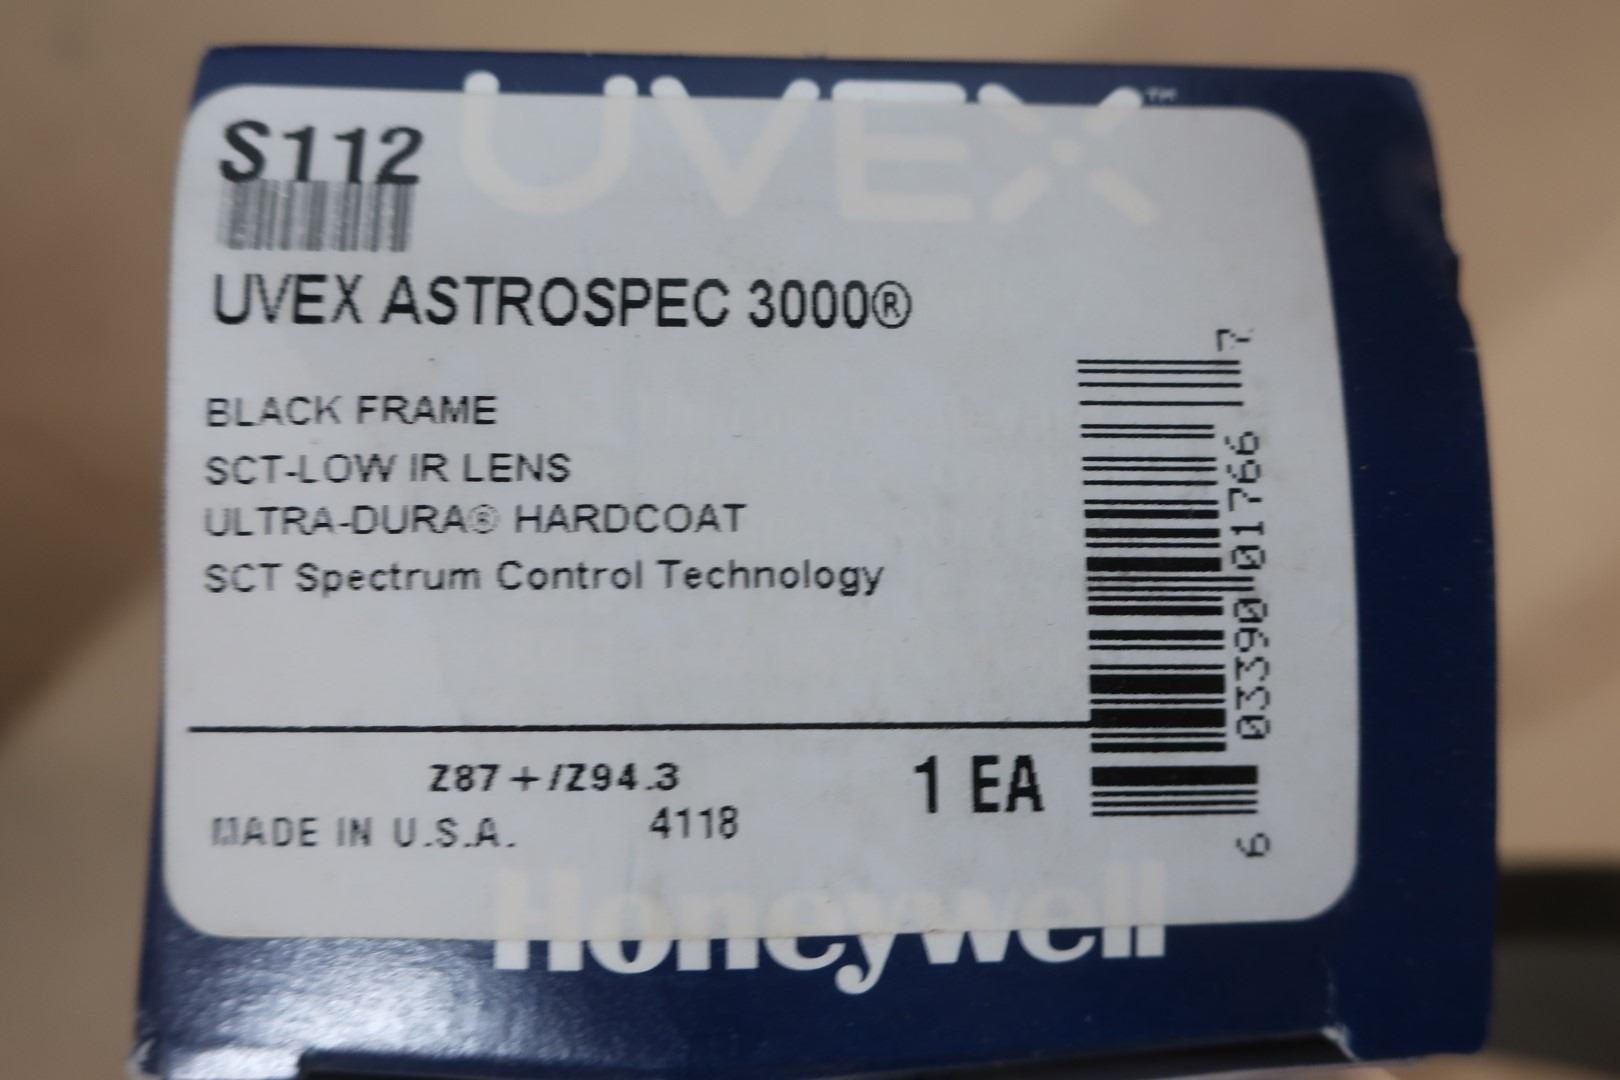 UVEX™
S112
UVEX ASTROSPEC 3000®
BLACK FRAME
SCT-LOW IR LENS
ULTRA-DURA® HARDCOAT
SCT Spectrum Control Technology
6 03390 01766 7
Z87+/Z94.3
1 EA
MADE IN U.S.A.
4118
Honeywell